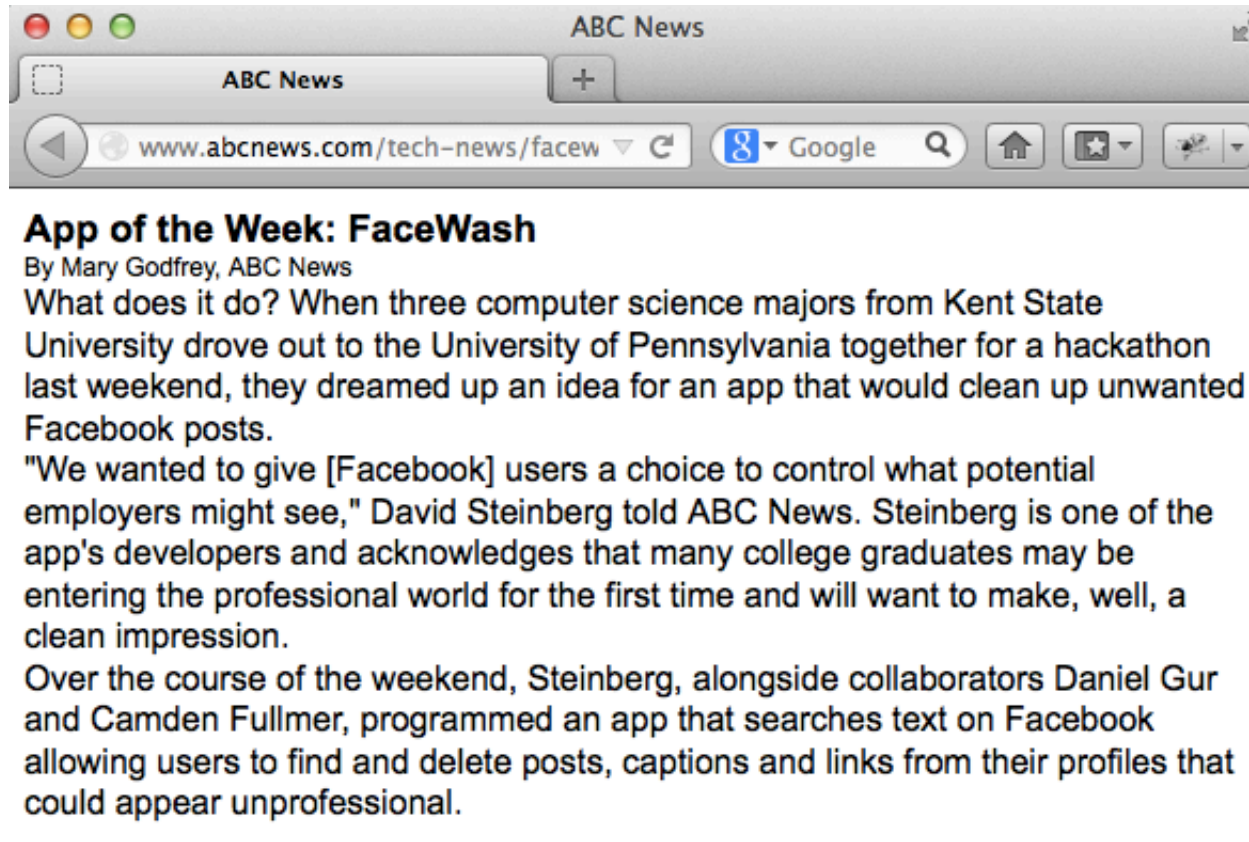 ABC News
ABC News
www.abcnews.com/tech-news/facew
Google
App of the Week: FaceWash
By Mary Godfrey, ABC News
What does it do? When three computer science majors from Kent State
University drove out to the University of Pennsylvania together for a hackathon
last weekend, they dreamed up an idea for an app that would clean up unwanted
Facebook posts.
"We wanted to give [Facebook] users a choice to control what potential
employers might see," David Steinberg told ABC News. Steinberg is one of the
app's developers and acknowledges that many college graduates may be
entering the professional world for the first time and will want to make, well, a
clean impression.
Over the course of the weekend, Steinberg, alongside collaborators Daniel Gur
and Camden Fullmer, programmed an app that searches text on Facebook
allowing users to find and delete posts, captions and links from their profiles that
could appear unprofessional.